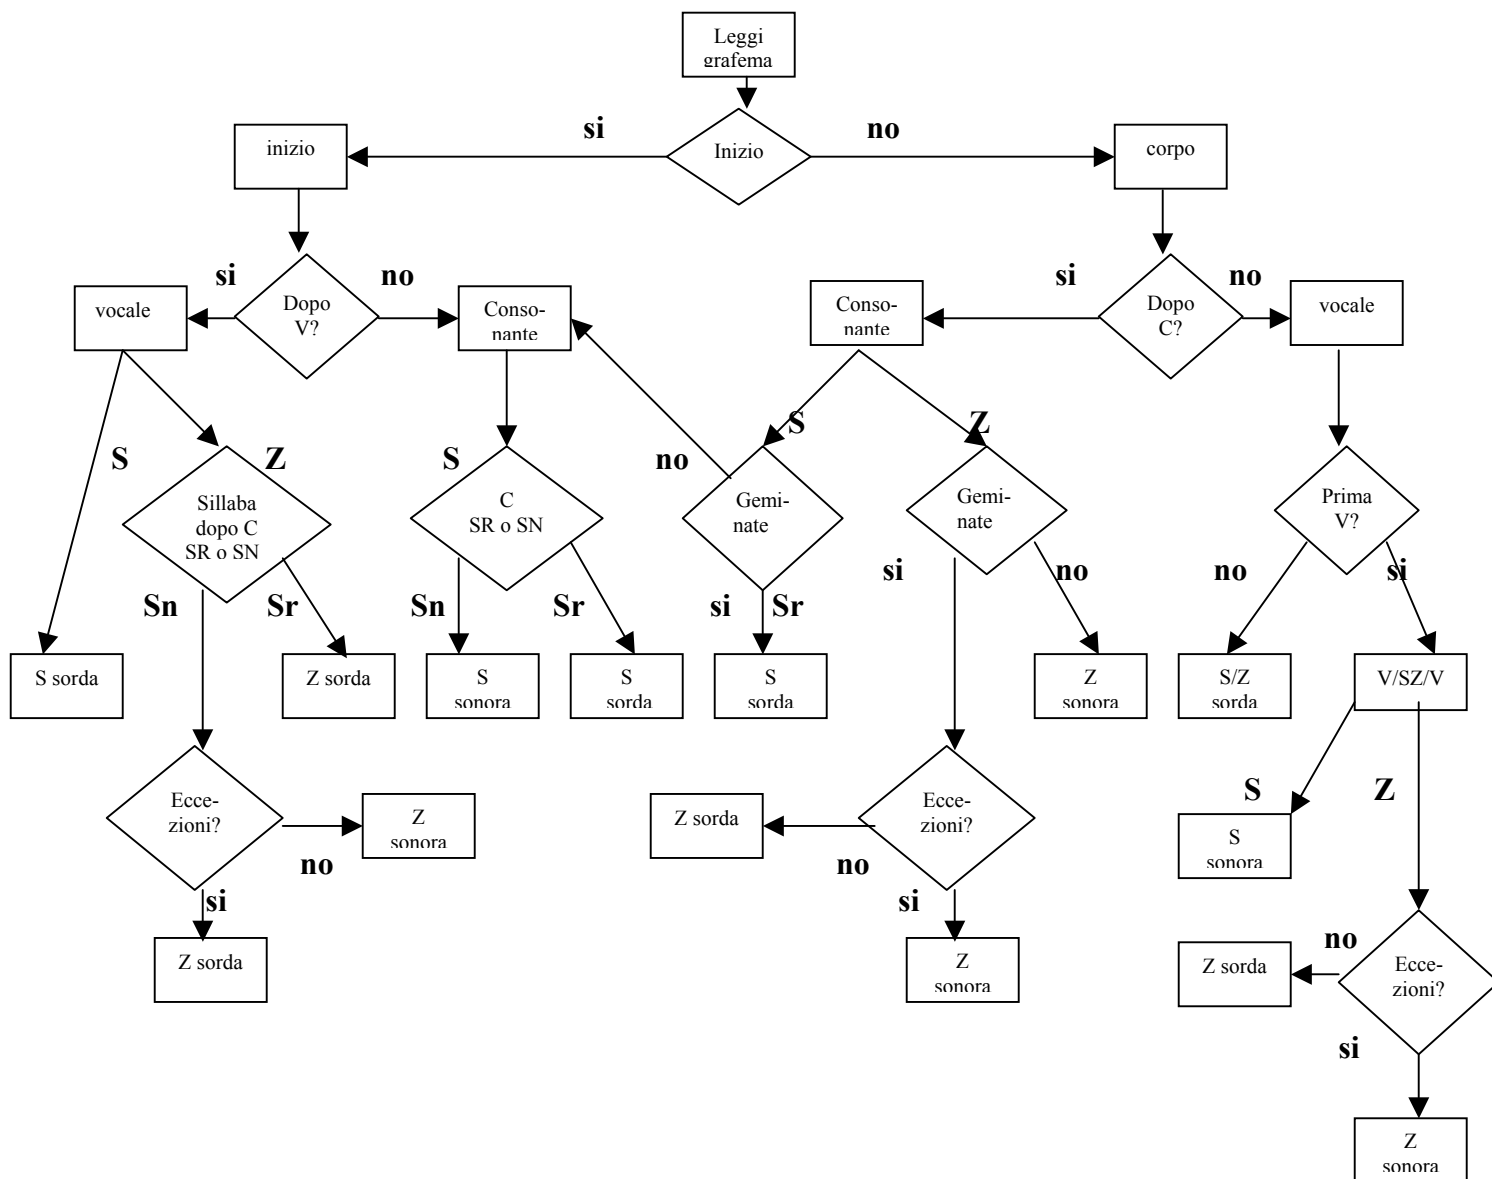 Leggi
grafema
si
no
inizio
Inizio
corpo
si
no
si
no
vocale
Dopo
V?
Conso-
nante
Conso-
nante
Dopo
C?
vocale
S
Z
S
no
S
Z
Sillaba
dopo C
SR o SN
C
SR o SN
Gemi-
nate
Gemi-
nate
Prima
V?
Sn
Sr
Sn
Sr
si
Sr
si
no
no
si
S sorda
Z sorda
S
sonora
S
sorda
S
sorda
Z
sonora
S/Z
sorda
V/SZ/V
Ecce-
zioni?
Z
sonora
no
si
Z sorda
Z sorda
Ecce-
zioni?
no
si
Z
sonora
S
Z
S
sonora
Z sorda
no
Ecce-
zioni?
si
Z
sonora